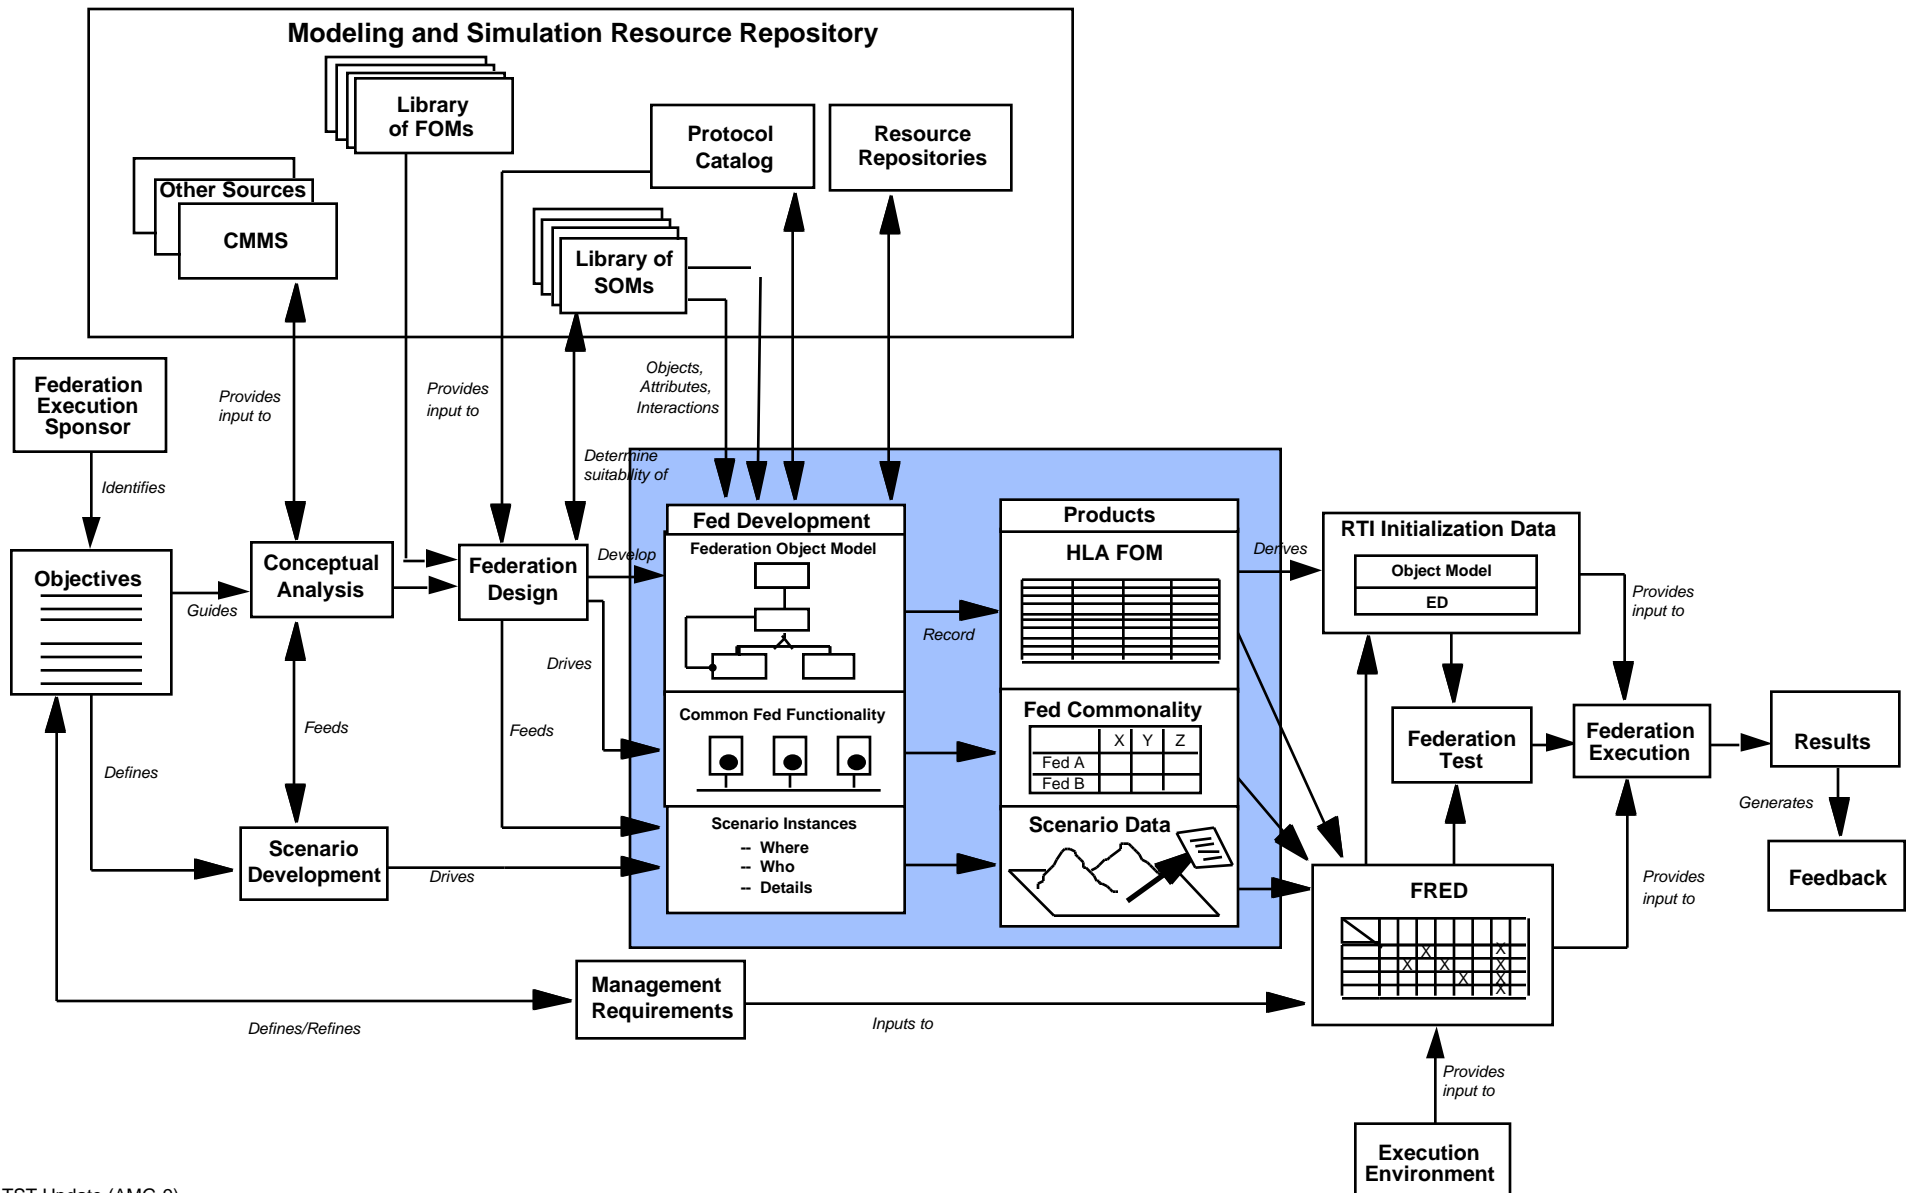 Modeling and Simulation Resource Repository
Library
of FOMs
Protocol
Catalog
Resource
Repositories
Other Sources
CMMS
Library of
SOMs
Federation
Execution
Sponsor
Provides
input to
Provides
input to
Objects,
Attributes,
Interactions
Determine
suitability of
Identifies
Objectives
Guides
Conceptual
Analysis
Federation
Design
Develop
Fed Development
Federation Object Model
Products
HLA FOM
Record
Derives
RTI Initialization Data
Object Model
ED
Provides
input to
Drives
Feeds
Feeds
Defines
Common Fed Functionality
Fed Commonality
X Y Z
Fed A
Fed B
Federation
Test
Federation
Execution
Results
Generates
Feedback
Scenario
Development
Drives
Scenario Instances
-- Where
-- Who
-- Details
Scenario Data
FRED
X X
X X X
X X
X
Provides
input to
Management
Requirements
Defines/Refines
Inputs to
Provides
input to
Execution
Environment